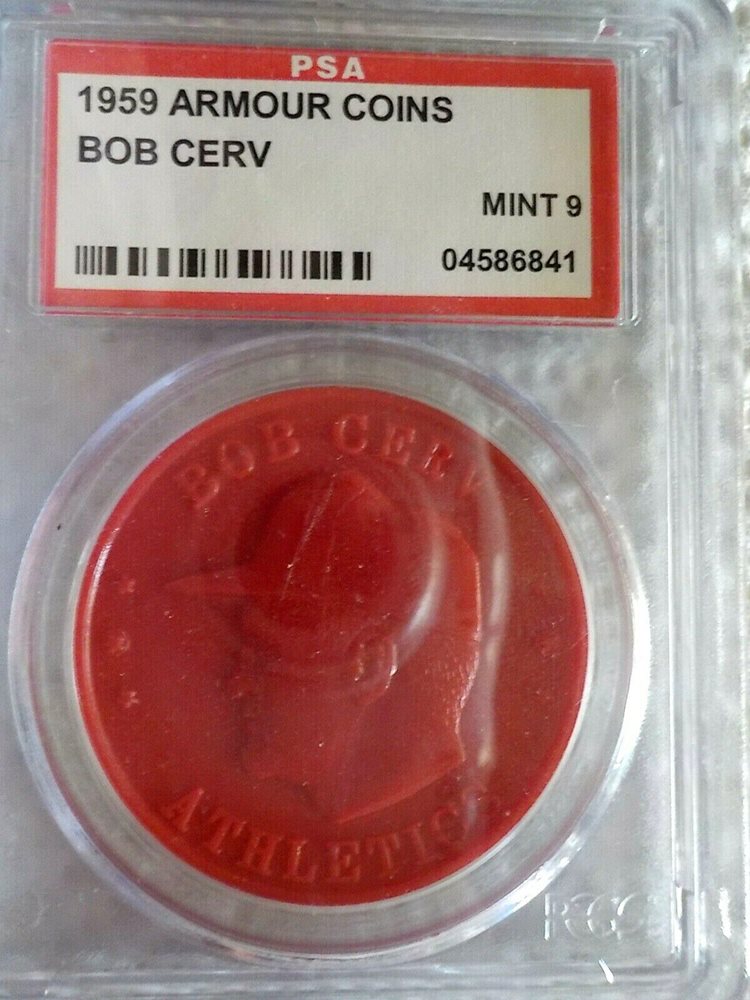 PSA
1959 ARMOUR COINS
BOB CERV
MINT 9
04586841
BOB CERV
ATHLETICS